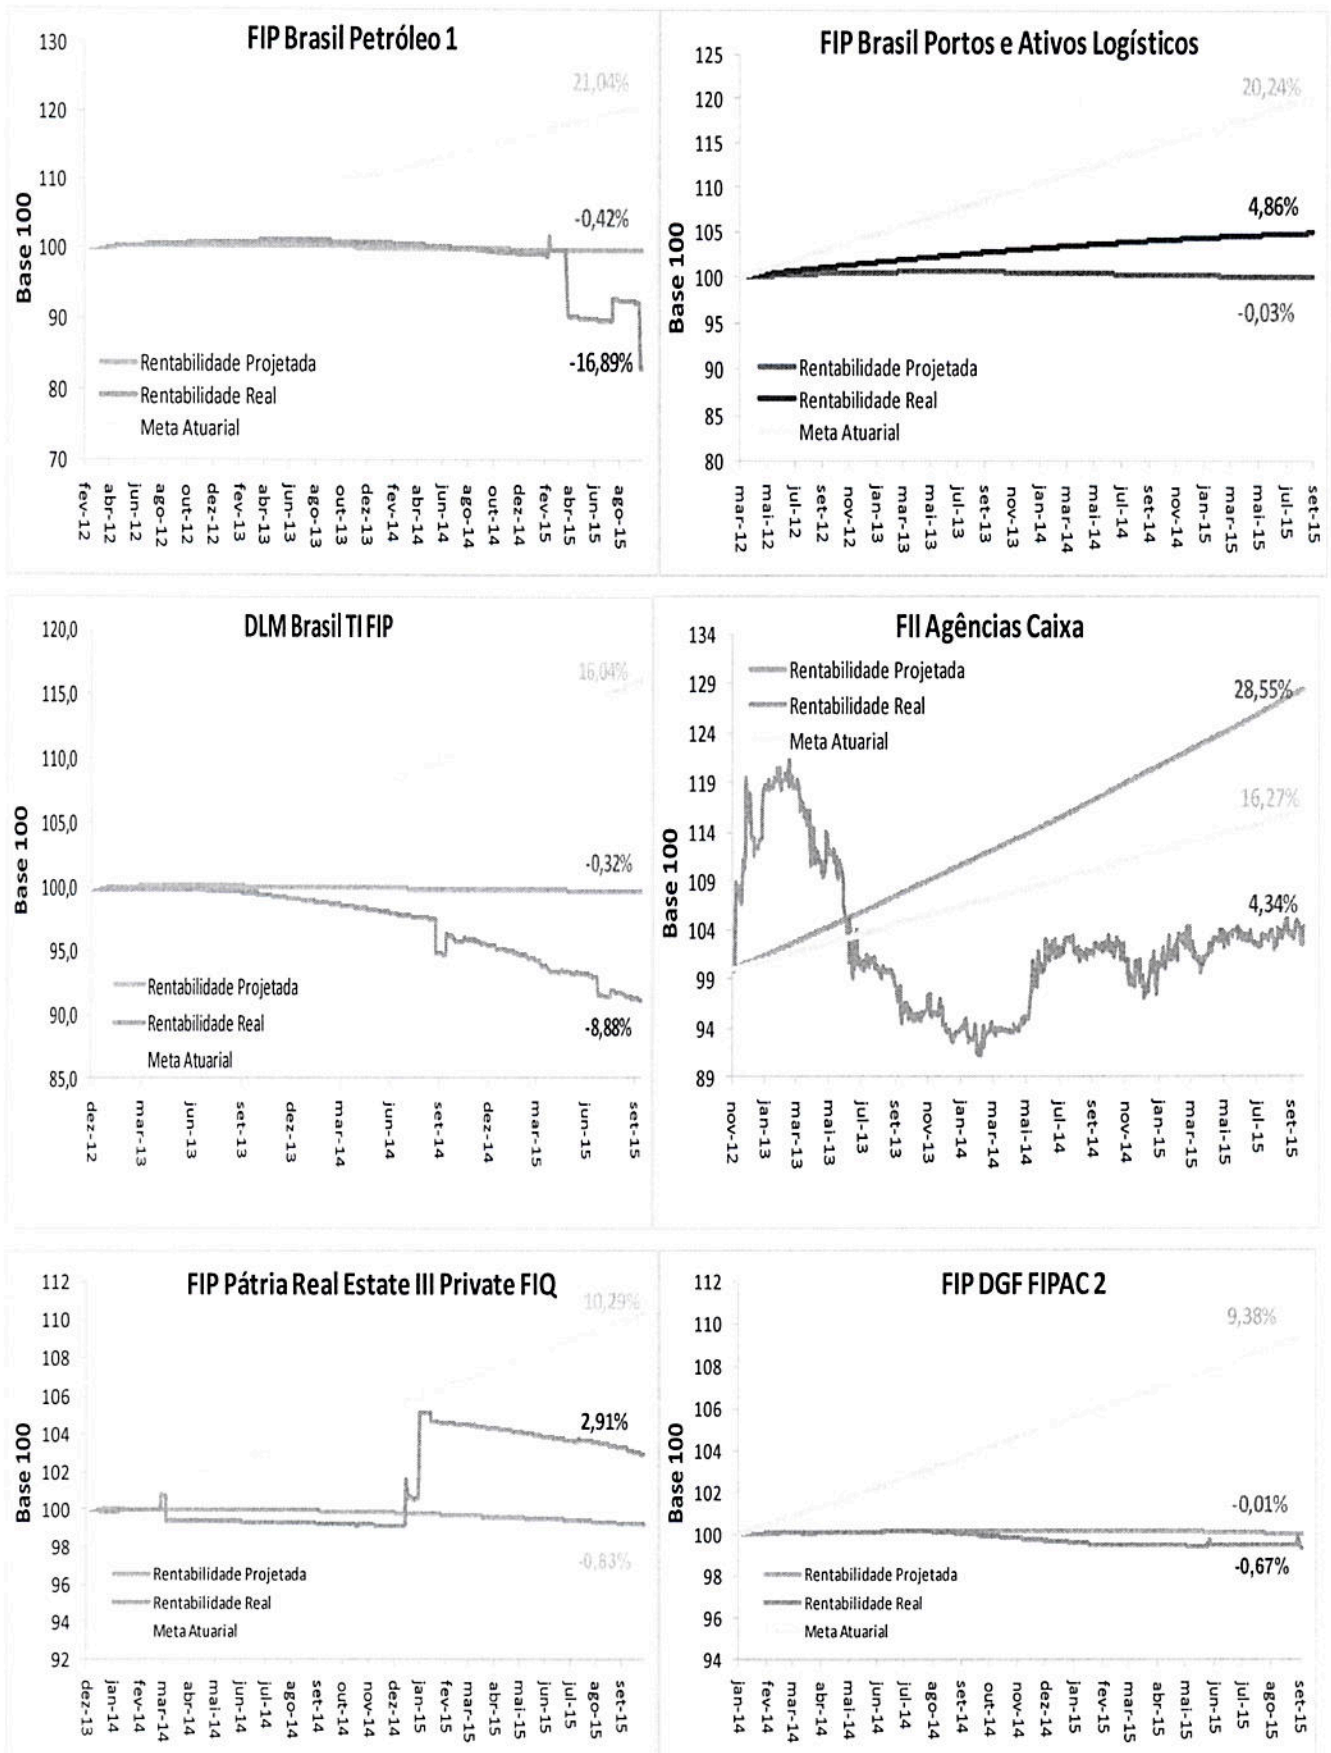 FIP Brasil Petróleo 1
130
120
110
100
90
80
70
Base 100
21,04%
-0,42%
-16,89%
Rentabilidade Projetada
Rentabilidade Real
Meta Atuarial
fev-12
abr-12
jun-12
ago-12
out-12
dez-12
fev-13
abr-13
jun-13
ago-13
out-13
dez-13
fev-14
abr-14
jun-14
ago-14
out-14
dez-14
fev-15
abr-15
jun-15
ago-15
FIP Brasil Portos e Ativos Logísticos
125
120
115
110
105
100
95
90
85
80
Base 100
20,24%
4,86%
-0,03%
Rentabilidade Projetada
Rentabilidade Real
Meta Atuarial
mar-12
mai-12
jul-12
set-12
nov-12
jan-13
mar-13
mai-13
jul-13
set-13
nov-13
jan-14
mar-14
mai-14
jul-14
set-14
nov-14
jan-15
mar-15
mai-15
jul-15
set-15
DLM Brasil TI FIP
120,0
115,0
110,0
105,0
100,0
95,0
90,0
85,0
Base 100
16,04%
-0,32%
-8,88%
Rentabilidade Projetada
Rentabilidade Real
Meta Atuarial
dez-12
mar-13
jun-13
set-13
dez-13
mar-14
jun-14
set-14
dez-14
mar-15
jun-15
set-15
FII Agências Caixa
134
129
124
119
114
109
104
99
94
89
Base 100
Rentabilidade Projetada
Rentabilidade Real
Meta Atuarial
28,55%
16,27%
4,34%
nov-12
jan-13
mar-13
mai-13
jul-13
set-13
nov-13
jan-14
mar-14
mai-14
jul-14
set-14
nov-14
jan-15
mar-15
mai-15
jul-15
set-15
FIP Pátria Real Estate III Private FIQ
112
110
108
106
104
102
100
98
96
94
92
Base 100
10,29%
2,91%
-0,83%
Rentabilidade Projetada
Rentabilidade Real
Meta Atuarial
dez-13
jan-14
fev-14
mar-14
abr-14
mai-14
jun-14
jul-14
ago-14
set-14
out-14
nov-14
dez-14
jan-15
fev-15
mar-15
abr-15
mai-15
jun-15
jul-15
ago-15
set-15
FIP DGF FIPAC 2
112
110
108
106
104
102
100
98
96
94
Base 100
9,38%
-0,01%
-0,67%
Rentabilidade Projetada
Rentabilidade Real
Meta Atuarial
jan-14
fev-14
mar-14
abr-14
mai-14
jun-14
jul-14
ago-14
set-14
out-14
nov-14
dez-14
jan-15
fev-15
mar-15
abr-15
mai-15
jun-15
jul-15
ago-15
set-15